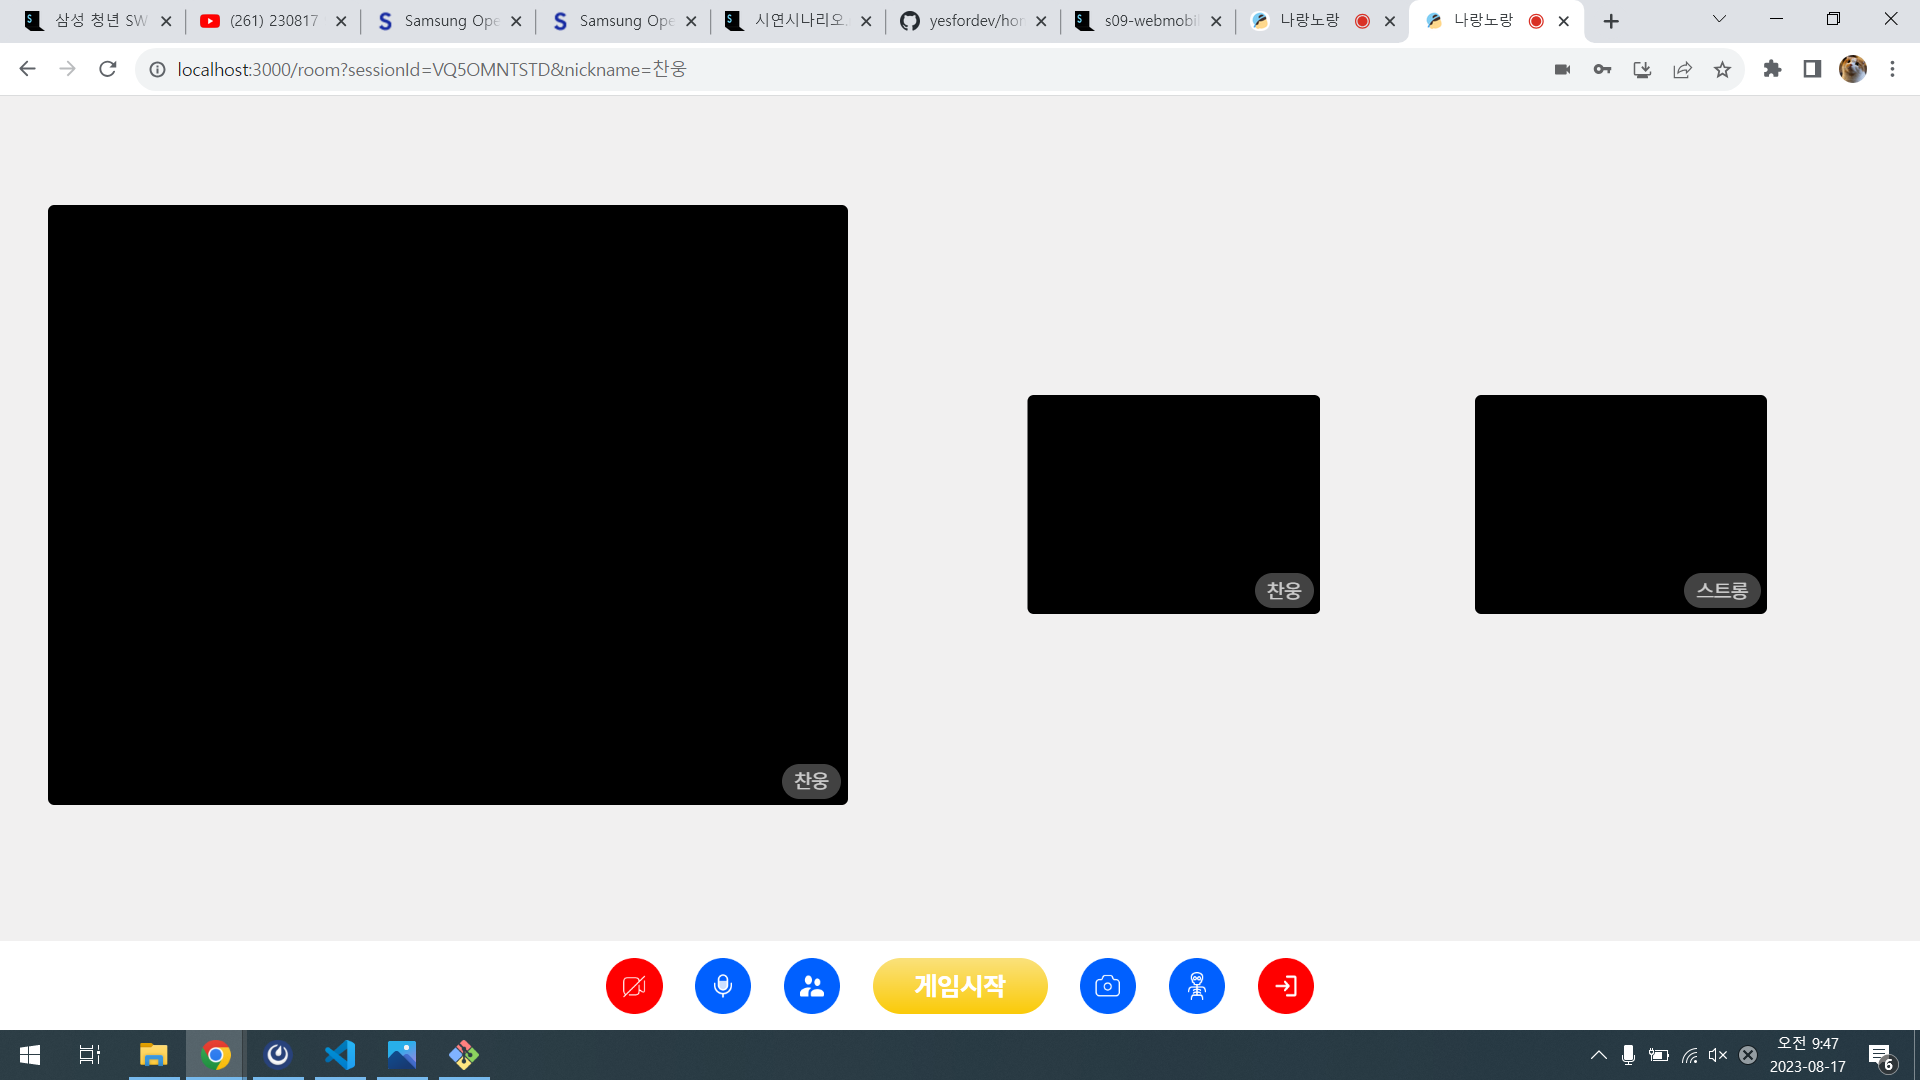 삼성 청년 SW
(261) 230817
Samsung Ope
Samsung Ope
시연시나리오.
yesfordev/hor
s09-webmobil
나랑노랑
나랑노랑
localhost:3000/room?sessionId=VQ5OMNTSTD&nickname=찬웅
찬웅
찬웅
스트롱
게임시작
오전 9:47
2023-08-17
6